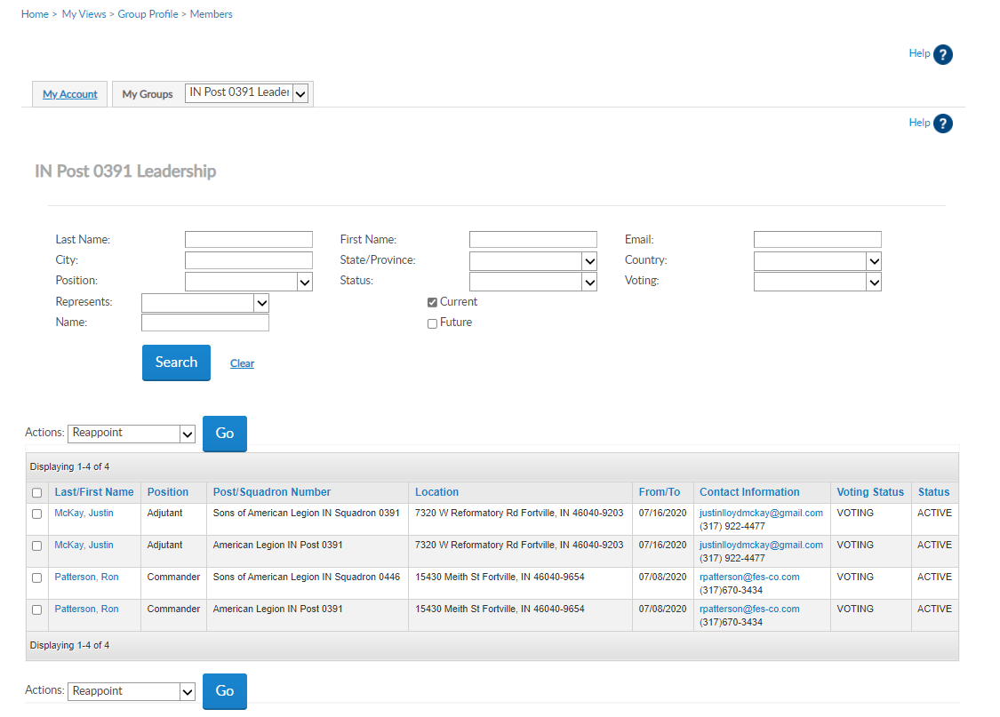 Home > My Views > Group Profile > Members
Help ?
My Account My Groups IN Post 0391 Leader
Help ?
IN Post 0391 Leadership
Last Name: First Name: Email:
City: State/Province: Country:
Position: Status: Voting:
Represents: Current
Name: Future
Search Clear
Actions: Reappoint Go
Displaying 1-4 of 4
Last/First Name Position Post/Squadron Number Location From/To Contact Information Voting Status Status
McKay, Justin Adjutant Sons of American Legion IN Squadron 0391 7320 W Reformatory Rd Fortville, IN 46040-9203 07/16/2020 justinlloydmckay@gmail.com VOTING ACTIVE
(317) 922-4477
McKay, Justin Adjutant American Legion IN Post 0391 7320 W Reformatory Rd Fortville, IN 46040-9203 07/16/2020 justinlloydmckay@gmail.com VOTING ACTIVE
(317) 922-4477
Patterson, Ron Commander Sons of American Legion IN Squadron 0446 15430 Meith St Fortville, IN 46040-9654 07/08/2020 rpatterson@fes-co.com VOTING ACTIVE
(317)670-3434
Patterson, Ron Commander American Legion IN Post 0391 15430 Meith St Fortville, IN 46040-9654 07/08/2020 rpatterson@fes-co.com VOTING ACTIVE
(317)670-3434
Displaying 1-4 of 4
Actions: Reappoint Go